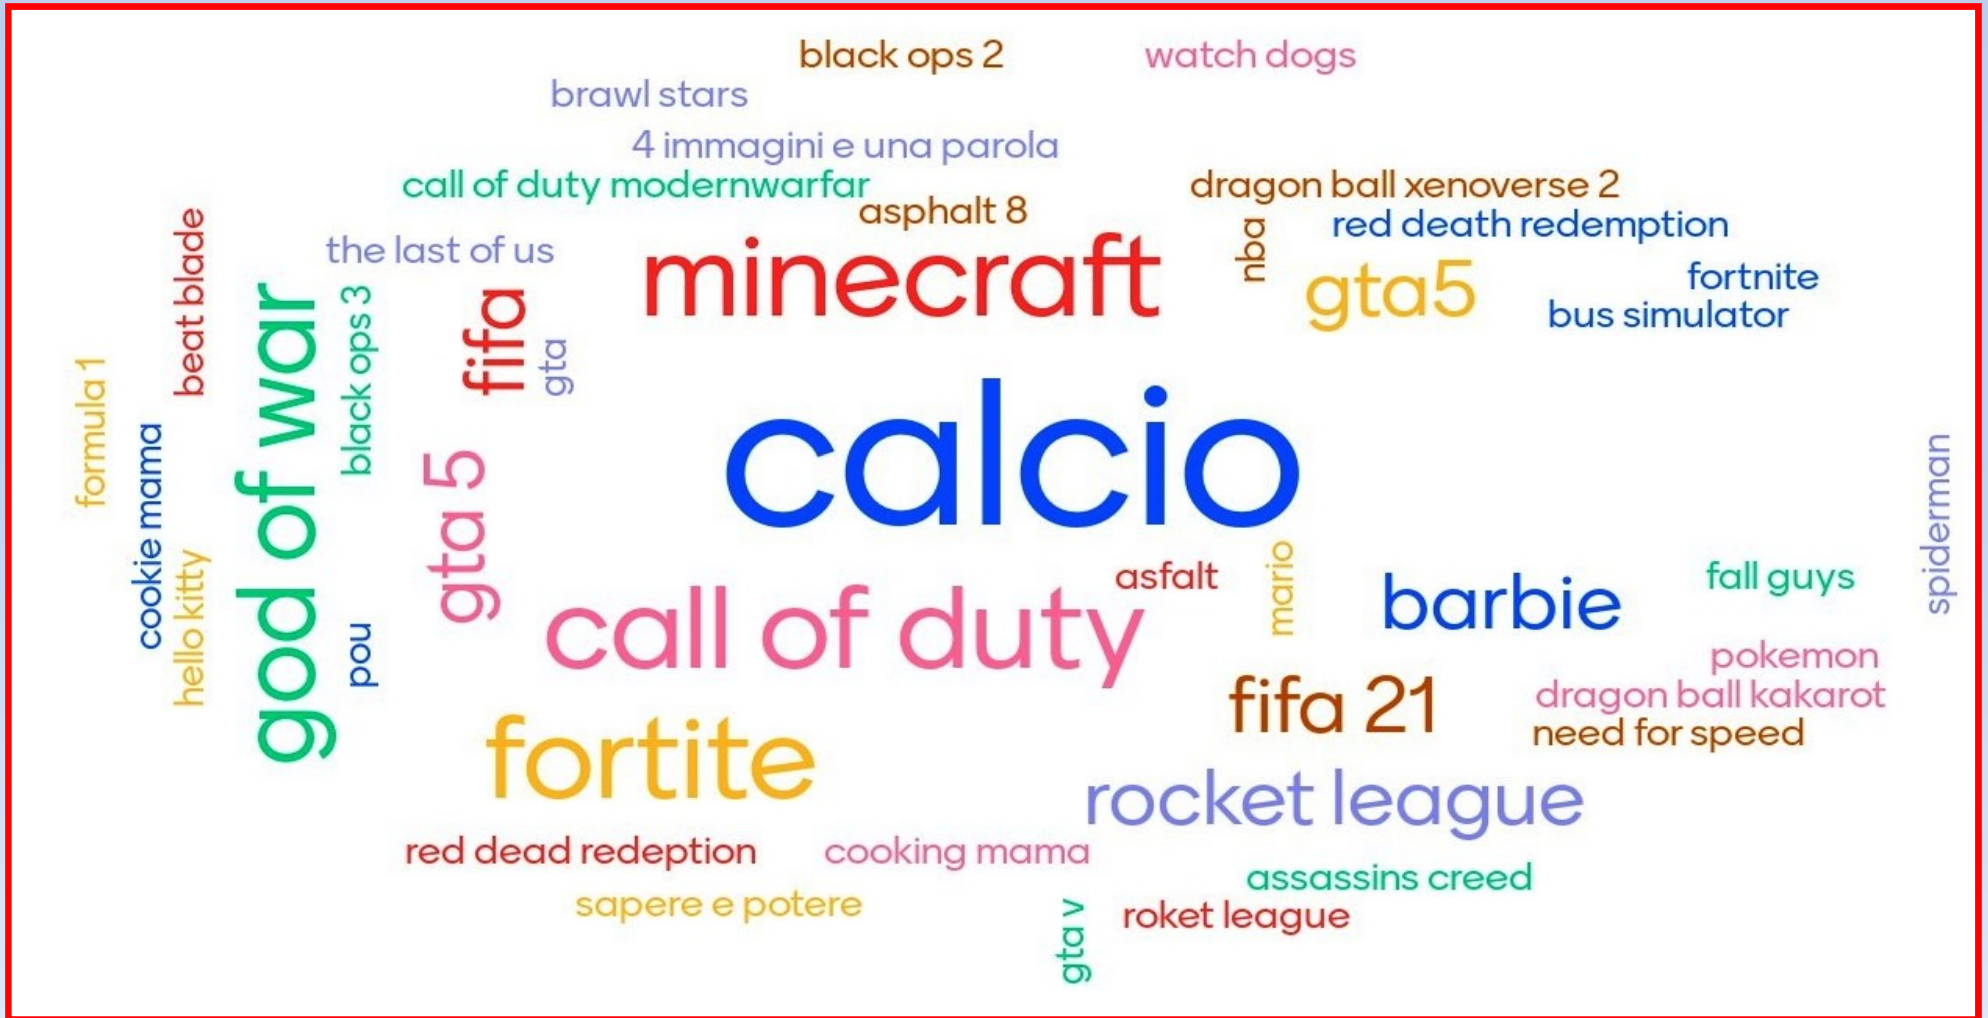 black ops 2
watch dogs
brawl stars
4 immagini e una parola
call of duty modernwarfar
dragon ball xenoverse 2
asphalt 8
red death redemption
beat blade
the last of us
minecraft
nba
gta5
fortnite
bus simulator
god of war
black ops 3
fifa
gta
formula 1
calcio
cookie mama
gta 5
spiderman
hello kitty
pou
call of duty
asfalt
mario
barbie
fall guys
pokemon
fifa 21
dragon ball kakarot
need for speed
fortite
rocket league
red dead redeption
cooking mama
assassins creed
sapere e potere
gta v
roket league